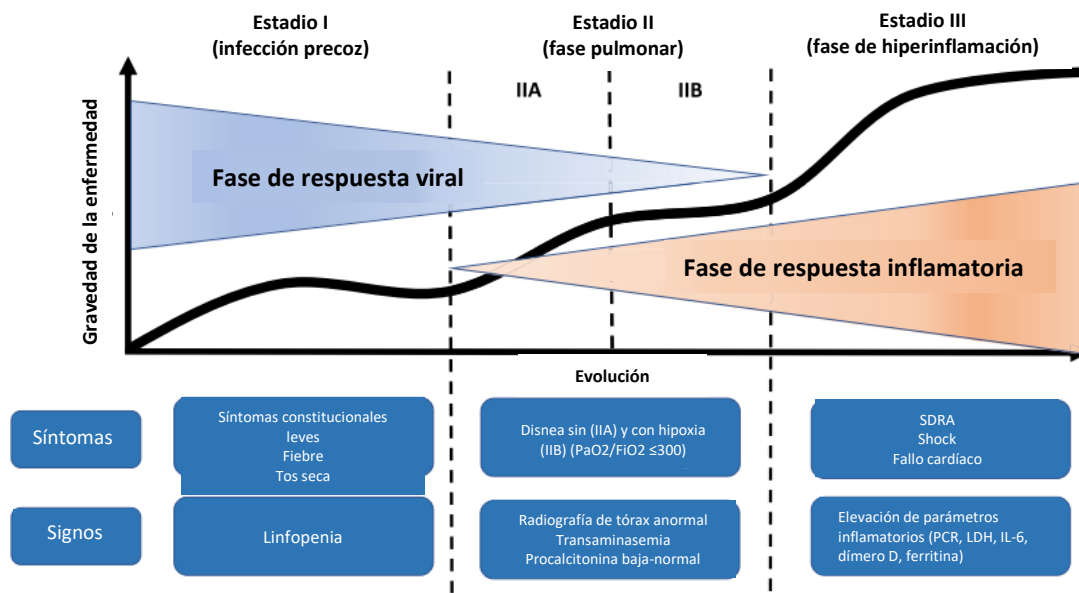 Estadio I
(infección precoz)
Estadio II
(fase pulmonar)
Estadio III
(fase de hiperinflamación)
IIA
IIB
Gravedad de la enfermedad
Fase de respuesta viral
Fase de respuesta inflamatoria
Evolución
Síntomas
Síntomas constitucionales
leves
Fiebre
Tos seca
Disnea sin (IIA) y con hipoxia
(IIB) (PaO2/FiO2 ≤300)
SDRA
Shock
Fallo cardíaco
Signos
Linfopenia
Radiografía de tórax anormal
Transaminasemia
Procalcitonina baja-normal
Elevación de parámetros
inflamatorios (PCR, LDH, IL-6,
dímero D, ferritina)